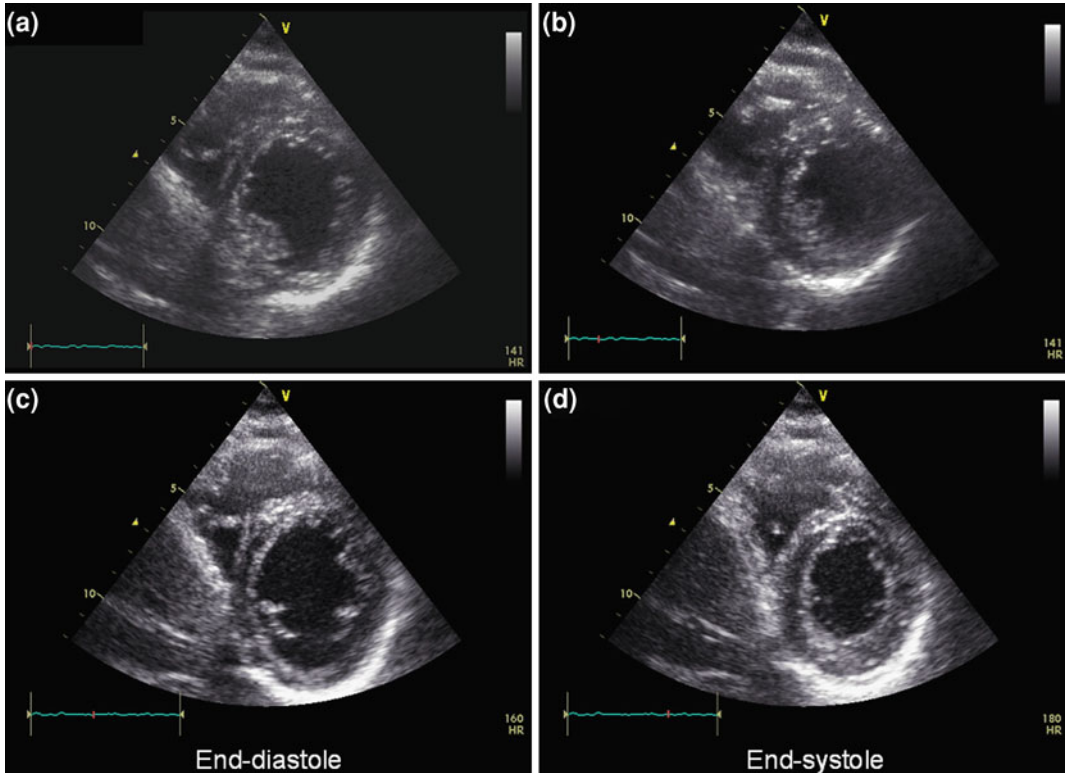 (a)
V
5
10
141
HR
(b)
V
5
10
141
HR
(c)
V
5
10
160
HR
End-diastole
(d)
V
5
10
180
HR
End-systole